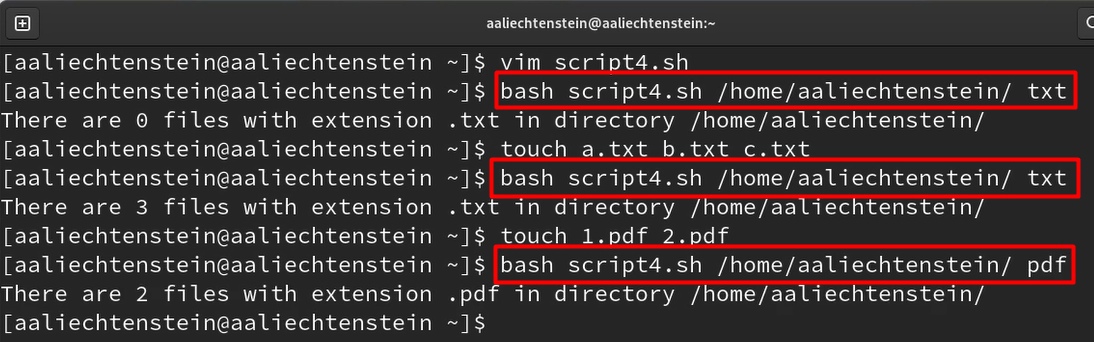 aaliechtenstein@aaliechtenstein:~
[aaliechtenstein@aaliechtenstein ~]$ vim script4.sh
[aaliechtenstein@aaliechtenstein ~]$ bash script4.sh /home/aaliechtenstein/ txt
There are 0 files with extension .txt in directory /home/aaliechtenstein/
[aaliechtenstein@aaliechtenstein ~]$ touch a.txt b.txt c.txt
[aaliechtenstein@aaliechtenstein ~]$ bash script4.sh /home/aaliechtenstein/ txt
There are 3 files with extension .txt in directory /home/aaliechtenstein/
[aaliechtenstein@aaliechtenstein ~]$ touch 1.pdf 2.pdf
[aaliechtenstein@aaliechtenstein ~]$ bash script4.sh /home/aaliechtenstein/ pdf
There are 2 files with extension .pdf in directory /home/aaliechtenstein/
[aaliechtenstein@aaliechtenstein ~]$